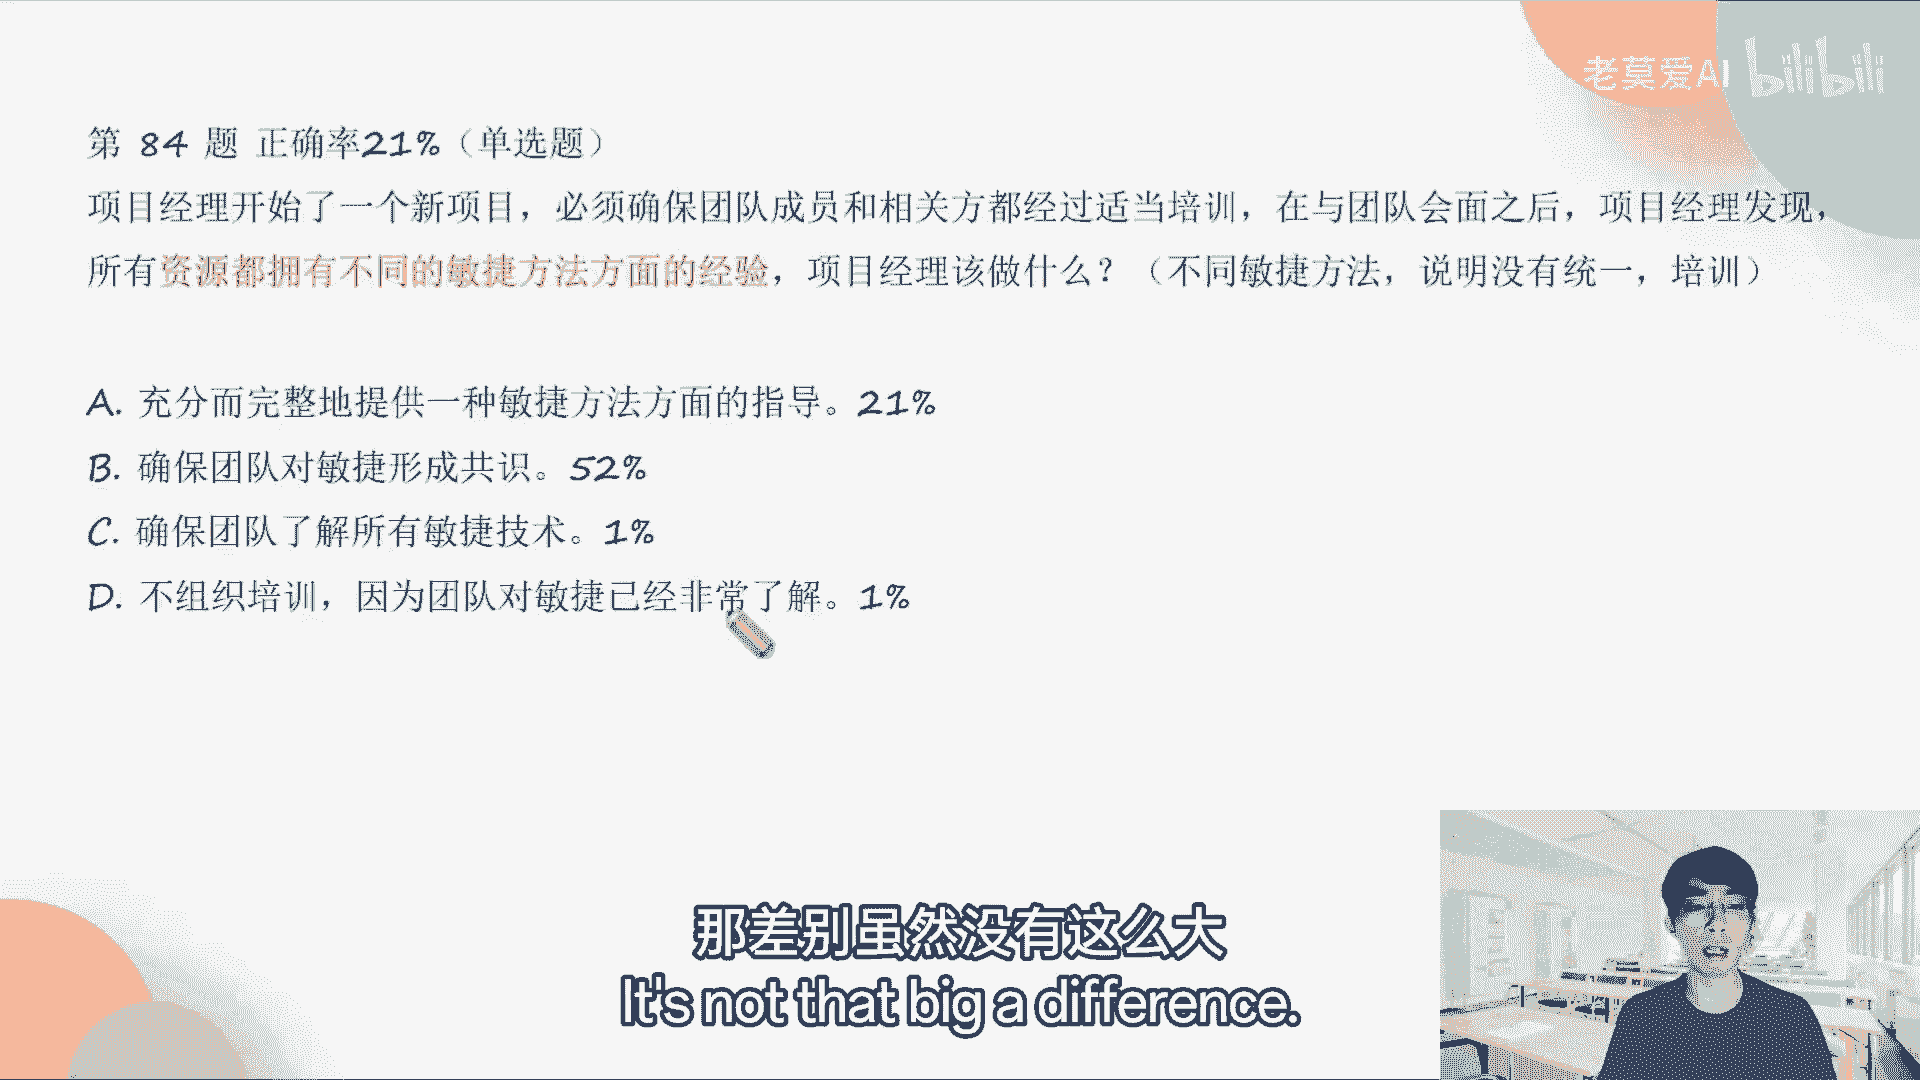 老莫爱AI bilibili
第 84 题 正确率21%（单选题）
项目经理开始了一个新项目，必须确保团队成员和相关方都经过适当培训，在与团队会面之后，项目经理发现，
所有资源都拥有不同的敏捷方法方面的经验，项目经理该做什么？（不同敏捷方法，说明没有统一，培训）
A. 充分而完整地提供一种敏捷方法方面的指导。21%
B. 确保团队对敏捷形成共识。52%
C. 确保团队了解所有敏捷技术。1%
D. 不组织培训，因为团队对敏捷已经非常了解。1%
那差别虽然没有这么大
It's not that big a difference.